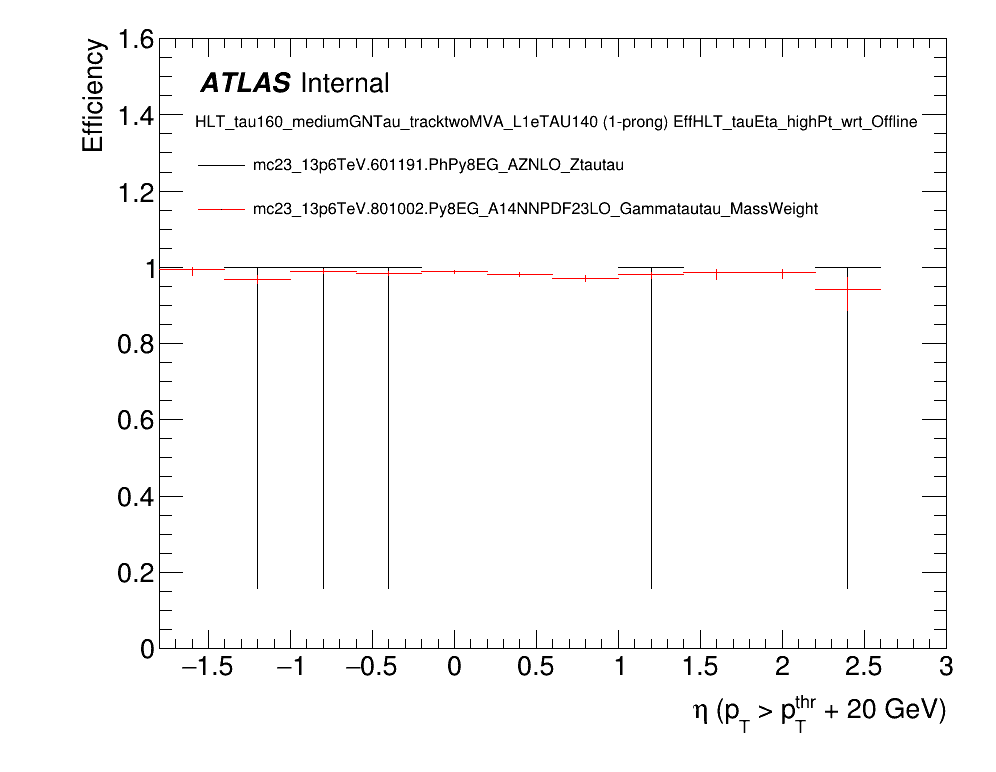 Efficiency
1.6
1.4
1.2
1
0.8
0.6
0.4
0.2
0
ATLAS Internal
HLT_tau160_mediumGNTau_tracktwoMVA_L1eTAU140 (1-prong) EffHLT_tauEta_highPt_wrt_Offline
mc23_13p6TeV.601191.PhPy8EG_AZNLO_Ztautau
mc23_13p6TeV.801002.Py8EG_A14NNPDF23LO_Gammatautau_MassWeight
−1.5 −1 −0.5 0 0.5 1 1.5 2 2.5 3
η (p_T > p_T^thr + 20 GeV)